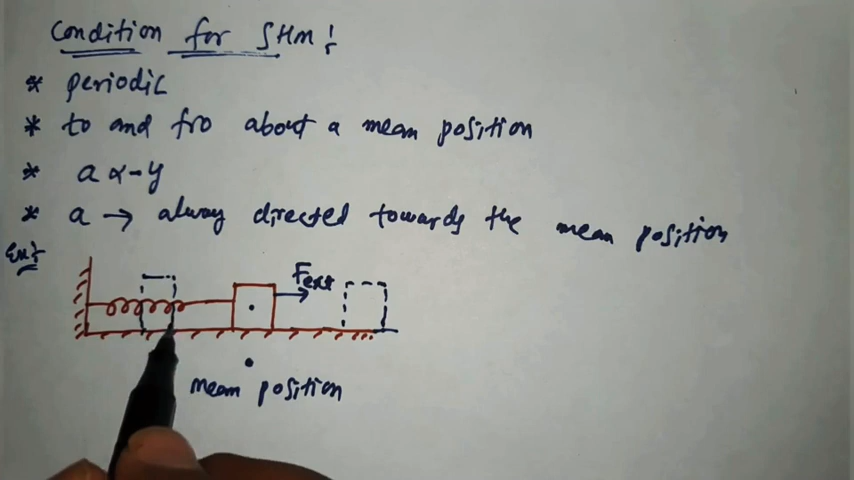 Condition for SHM:
* periodic
* to and fro about a mean position
* a ∝ -y
* a → alway directed towards the mean position
Ex:
Fext
mean position